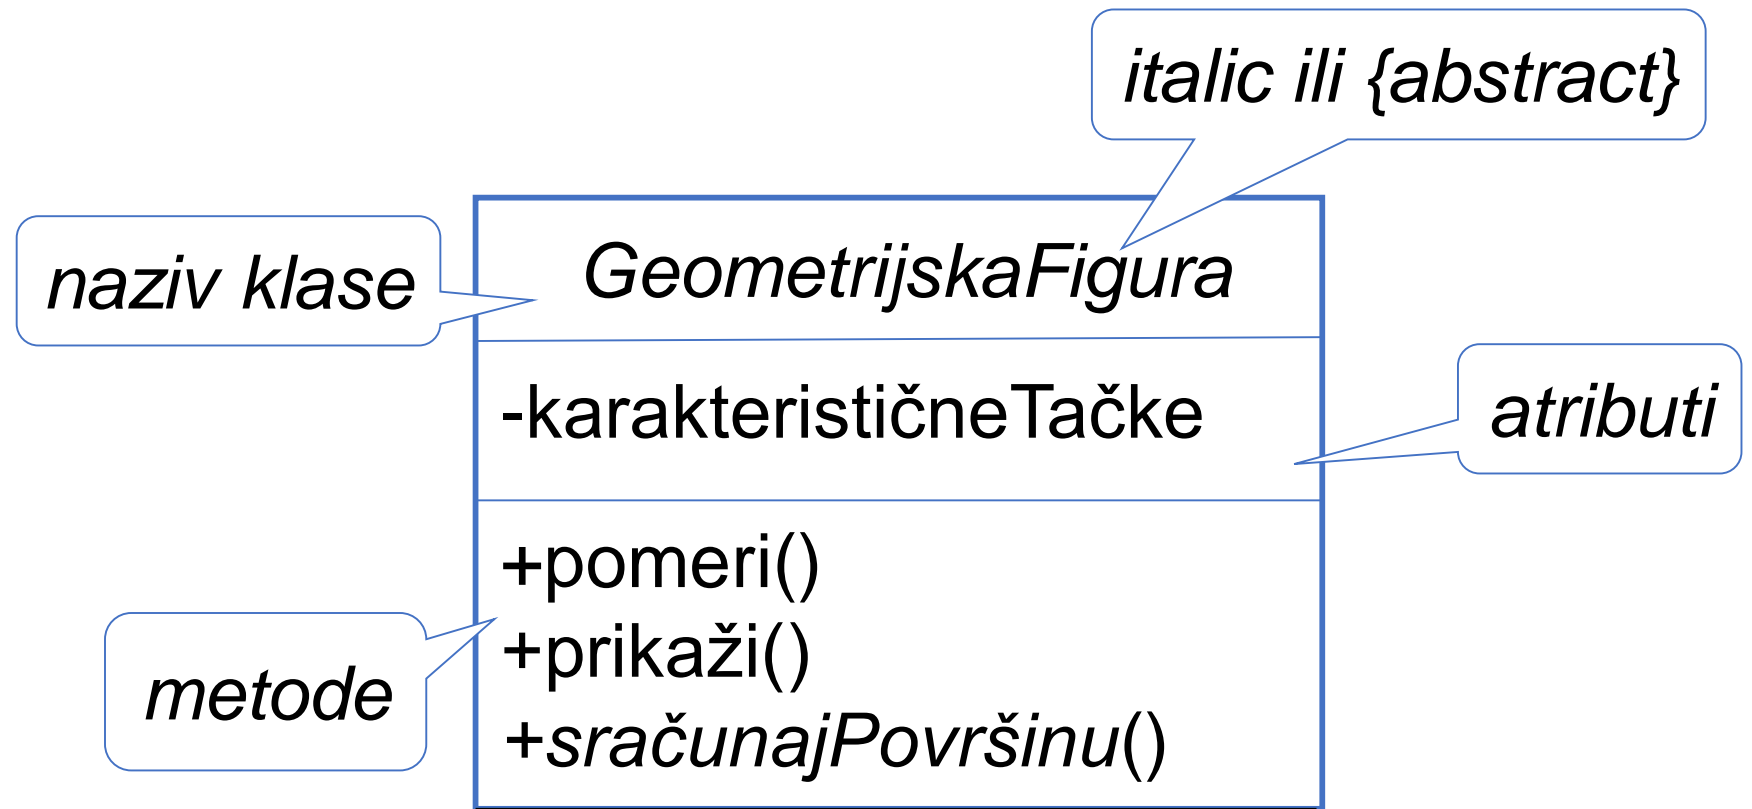 italic ili {abstract}
naziv klase
GeometrijskaFigura
-karakterističneTačke
atributi
+pomeri()
+prikaži()
metode
+sračunajPovršinu()